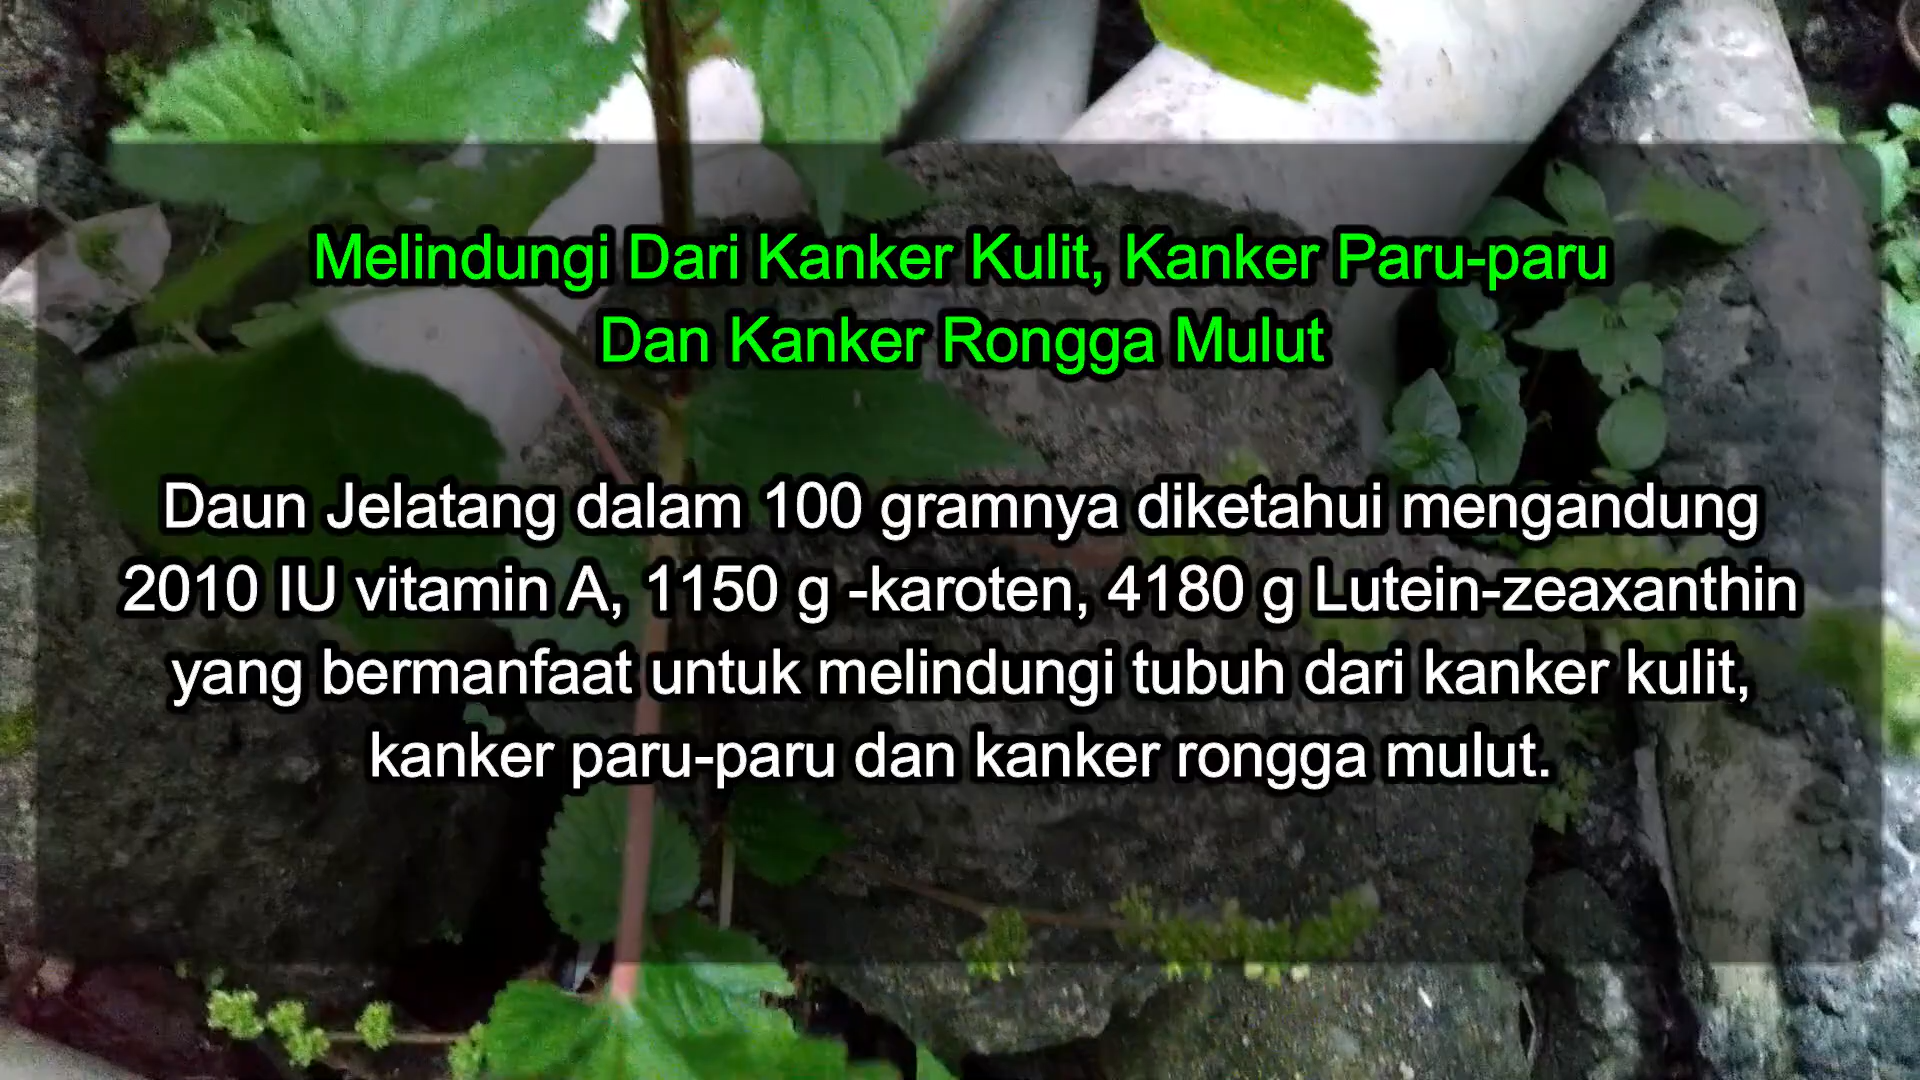 Melindungi Dari Kanker Kulit, Kanker Paru-paru
Dan Kanker Rongga Mulut
Daun Jelatang dalam 100 gramnya diketahui mengandung
2010 IU vitamin A, 1150 g -karoten, 4180 g Lutein-zeaxanthin
yang bermanfaat untuk melindungi tubuh dari kanker kulit,
kanker paru-paru dan kanker rongga mulut.